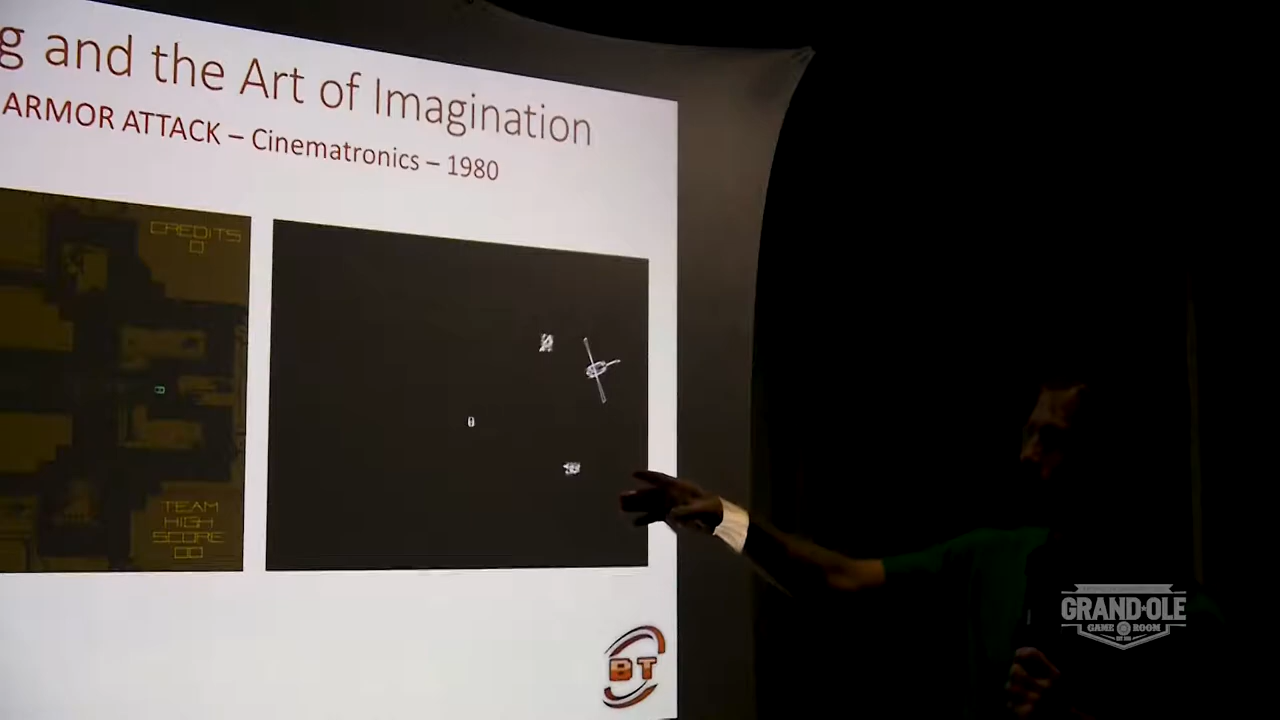 g and the Art of Imagination
ARMOR ATTACK – Cinematronics – 1980
CREDITS
0
TEAM
HIGH
SCORE
00
BT
GRAND OLE
GAME ROOM